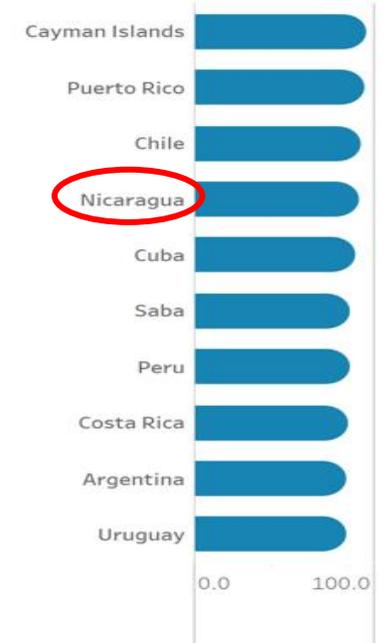 Cayman Islands
Puerto Rico
Chile
Nicaragua
Cuba
Saba
Peru
Costa Rica
Argentina
Uruguay
0.0 100.0